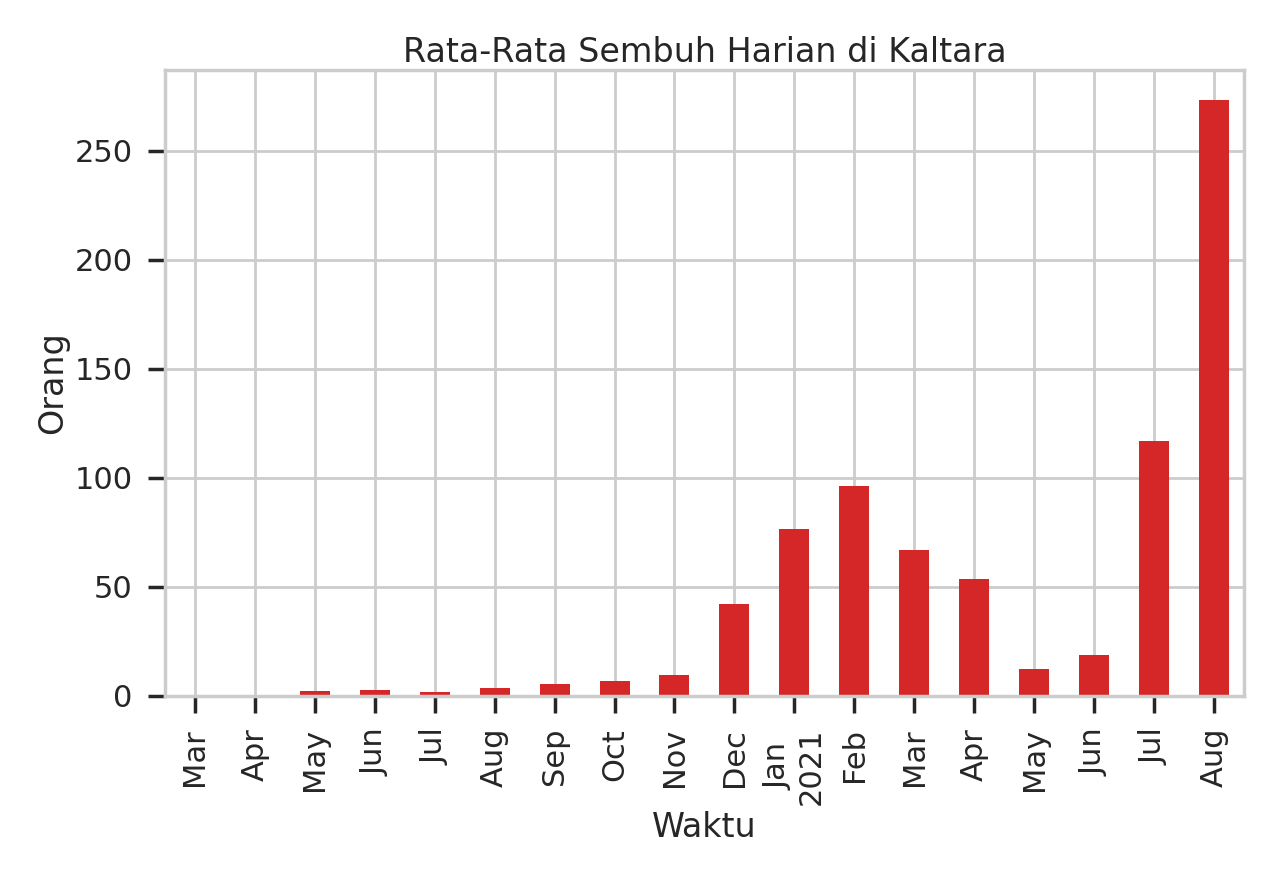 Rata-Rata Sembuh Harian di Kaltara
Orang
250
200
150
100
50
0
Mar
Apr
May
Jun
Jul
Aug
Sep
Oct
Nov
Dec
Jan
2021
Feb
Mar
Apr
May
Jun
Jul
Aug
Waktu